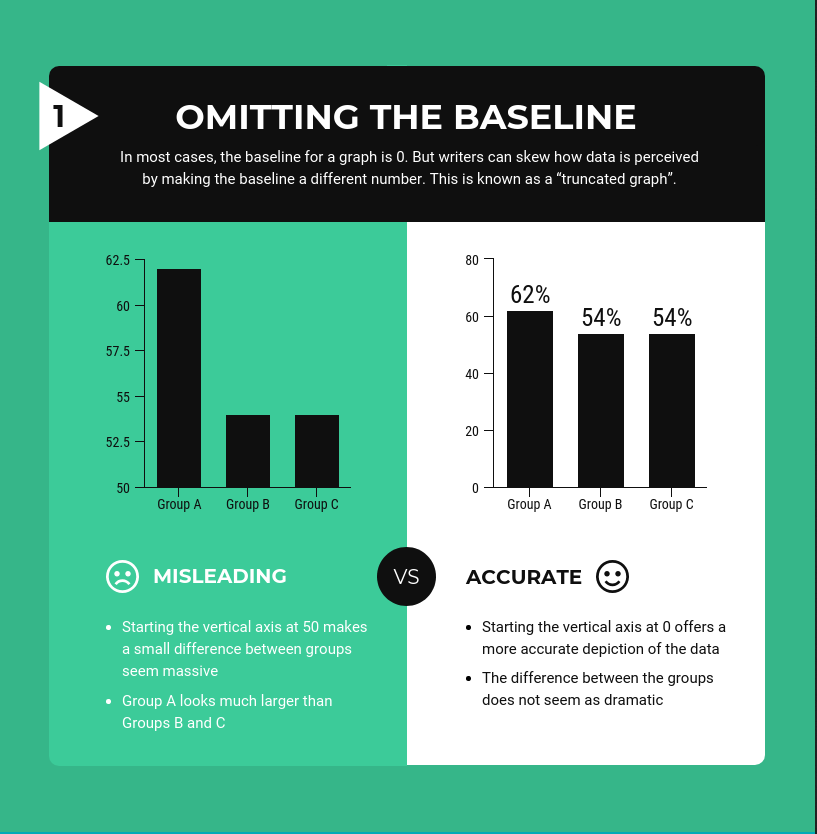 1
OMITTING THE BASELINE
In most cases, the baseline for a graph is 0. But writers can skew how data is perceived
by making the baseline a different number. This is known as a “truncated graph”.
62.5
60
57.5
55
52.5
50
Group A Group B Group C
80
60
40
20
0
62% 54% 54%
Group A Group B Group C
MISLEADING
VS
ACCURATE
Starting the vertical axis at 50 makes
a small difference between groups
seem massive
Group A looks much larger than
Groups B and C
Starting the vertical axis at 0 offers a
more accurate depiction of the data
The difference between the groups
does not seem as dramatic